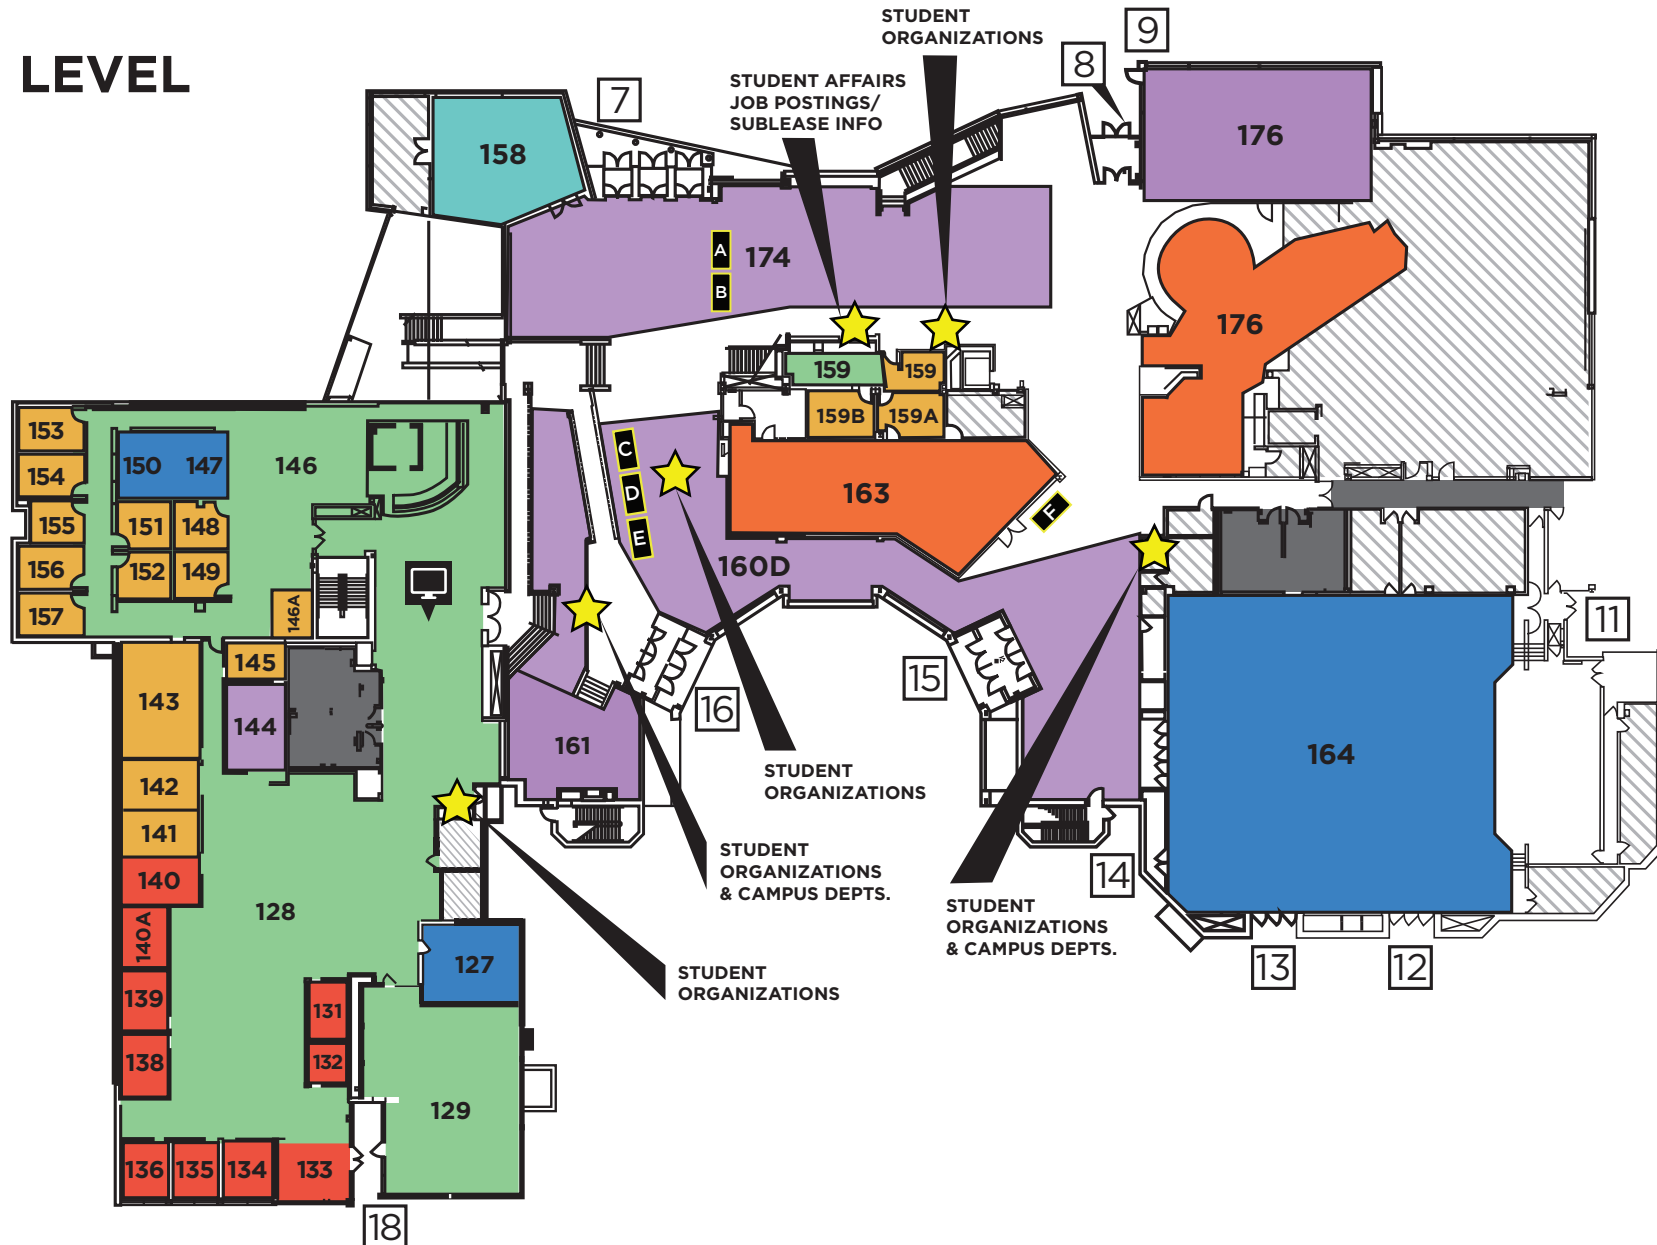 LEVEL
STUDENT
ORGANIZATIONS
9
8
7
STUDENT AFFAIRS
JOB POSTINGS/
SUBLEASE INFO
158
176
A
174
B
176
159
159
159B
159A
153
154
155
156
157
150
147
146
151
148
152
149
146A
C
D
E
163
F
160D
11
145
143
144
16
15
161
164
142
141
STUDENT
ORGANIZATIONS
STUDENT
ORGANIZATIONS
& CAMPUS DEPTS.
14
STUDENT
ORGANIZATIONS
& CAMPUS DEPTS.
140
128
140A
127
13
12
STUDENT
ORGANIZATIONS
139
131
138
132
129
136
135
134
133
18